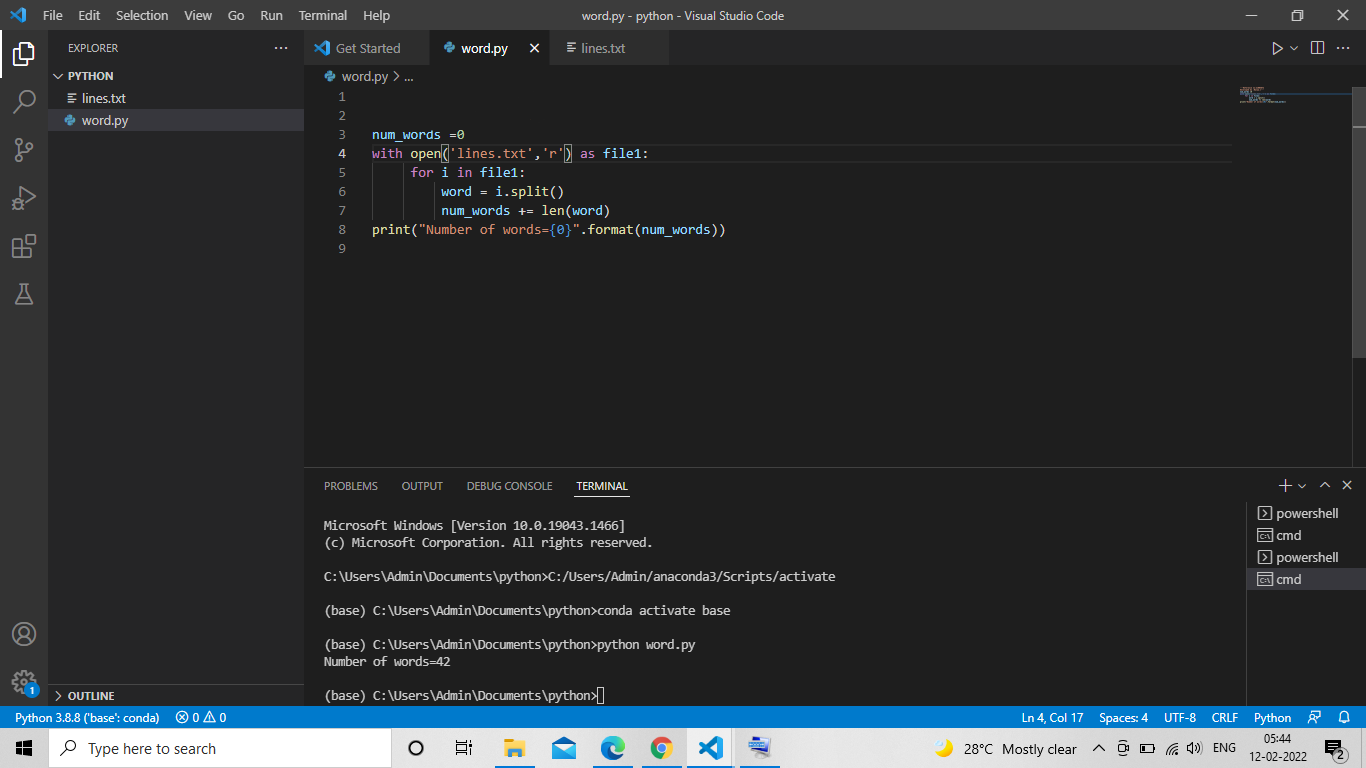 File Edit Selection View Go Run Terminal Help
word.py - python - Visual Studio Code
EXPLORER
PYTHON
lines.txt
word.py
OUTLINE
Get Started
word.py
lines.txt
word.py > ...
1
2
3 num_words =0
4 with open('lines.txt','r') as file1:
5 for i in file1:
6 word = i.split()
7 num_words += len(word)
8 print("Number of words={0}".format(num_words))
9
PROBLEMS OUTPUT DEBUG CONSOLE TERMINAL
Microsoft Windows [Version 10.0.19043.1466]
(c) Microsoft Corporation. All rights reserved.
C:\Users\Admin\Documents\python>C:/Users/Admin/anaconda3/Scripts/activate
(base) C:\Users\Admin\Documents\python>conda activate base
(base) C:\Users\Admin\Documents\python>python word.py
Number of words=42
(base) C:\Users\Admin\Documents\python>
powershell
cmd
powershell
cmd
1
Python 3.8.8 ('base': conda) 0 0 Ln 4, Col 17 Spaces: 4 UTF-8 CRLF Python
Type here to search
28°C Mostly clear
ENG
05:44
12-02-2022
2